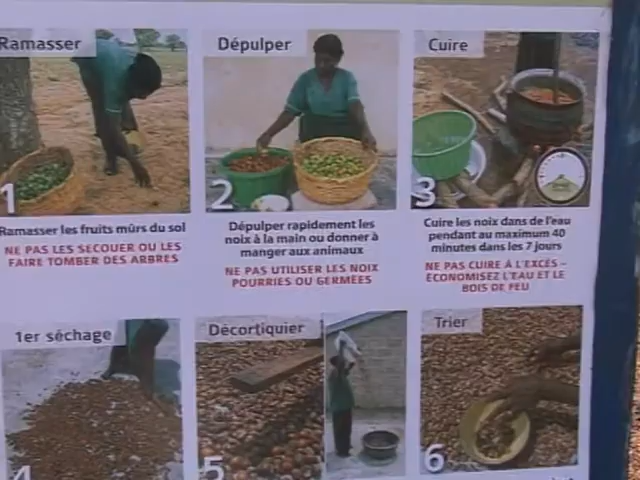 Ramasser
Dépulper
Cuire
1
2
3
Ramasser les fruits mûrs du sol
NE PAS LES SECOUER OU LES
FAIRE TOMBER DES ARBRES
Dépulper rapidement les
noix à la main ou donner à
manger aux animaux
NE PAS UTILISER LES NOIX
POURRIES OU GERMÉES
Cuire les noix dans de l'eau
pendant au maximum 40
minutes dans les 7 jours
NE PAS CUIRE À L'EXCÈS –
ÉCONOMISEZ L'EAU ET LE
BOIS DE FEU
1er séchage
Décortiquier
Trier
4
5
6